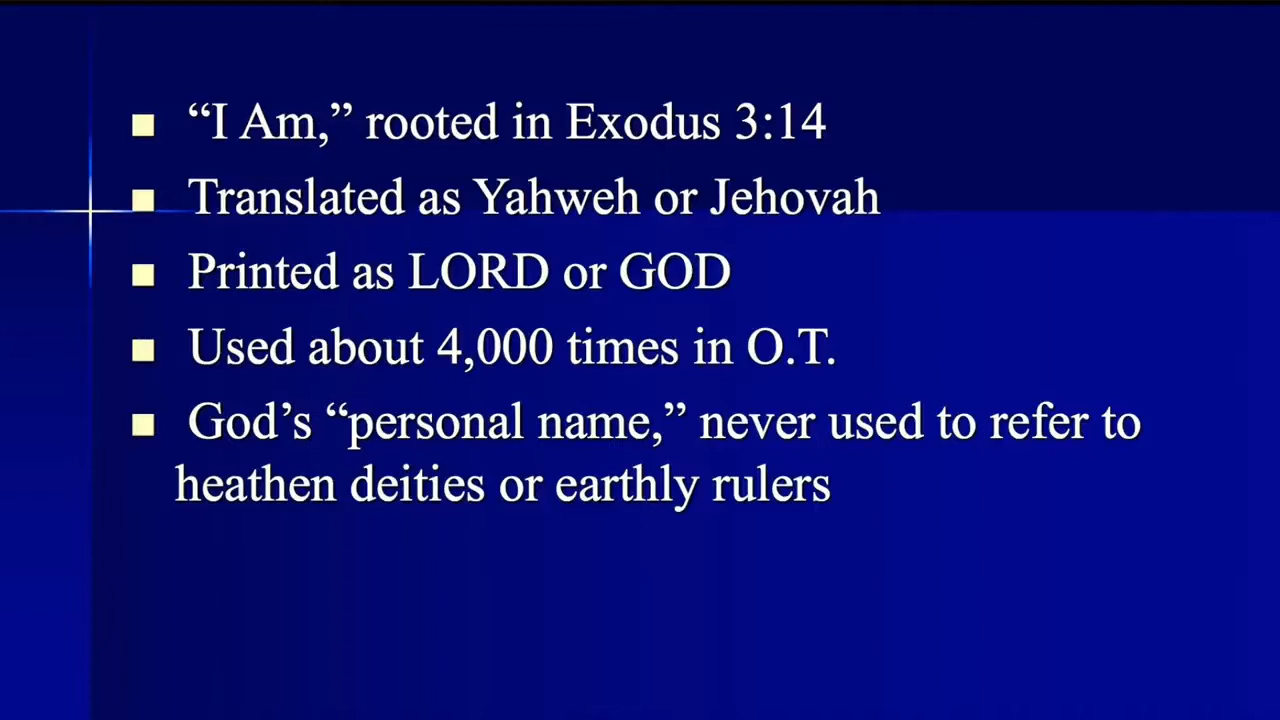 “I Am,” rooted in Exodus 3:14
Translated as Yahweh or Jehovah
Printed as LORD or GOD
Used about 4,000 times in O.T.
God’s “personal name,” never used to refer to
heathen deities or earthly rulers